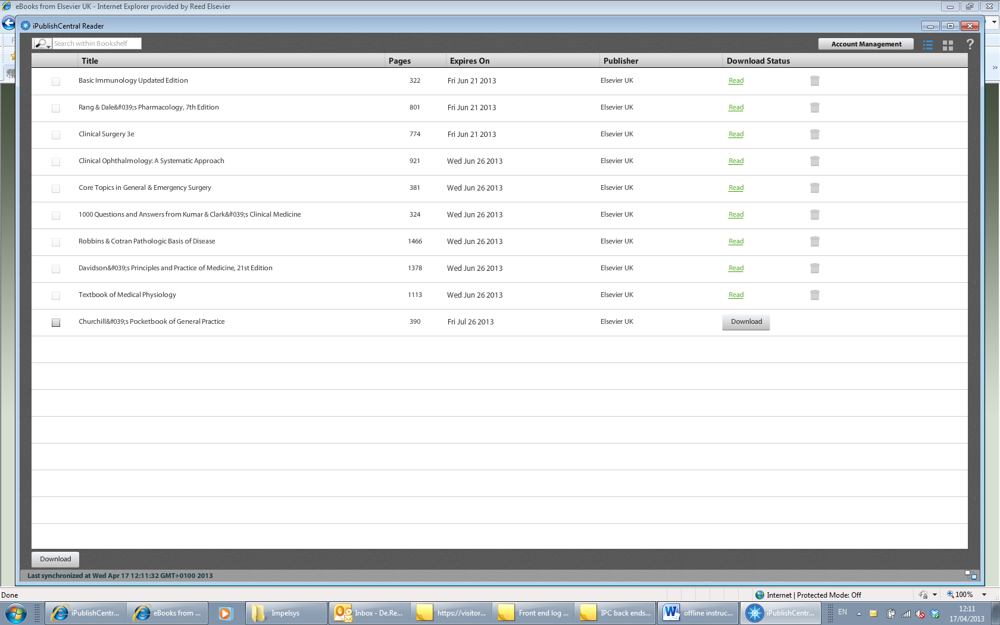 eBooks from Elsevier UK - Internet Explorer provided by Reed Elsevier
iPublishCentral Reader
Search within Bookshelf
Account Management
?
Title Pages Expires On Publisher Download Status
Basic Immunology Updated Edition 322 Fri Jun 21 2013 Elsevier UK Read
Rang & Dale&#039;s Pharmacology, 7th Edition 801 Fri Jun 21 2013 Elsevier UK Read
Clinical Surgery 3e 774 Fri Jun 21 2013 Elsevier UK Read
Clinical Ophthalmology: A Systematic Approach 921 Wed Jun 26 2013 Elsevier UK Read
Core Topics in General & Emergency Surgery 381 Wed Jun 26 2013 Elsevier UK Read
1000 Questions and Answers from Kumar & Clark&#039;s Clinical Medicine 324 Wed Jun 26 2013 Elsevier UK Read
Robbins & Cotran Pathologic Basis of Disease 1466 Wed Jun 26 2013 Elsevier UK Read
Davidson&#039;s Principles and Practice of Medicine, 21st Edition 1378 Wed Jun 26 2013 Elsevier UK Read
Textbook of Medical Physiology 1113 Wed Jun 26 2013 Elsevier UK Read
Churchill&#039;s Pocketbook of General Practice 390 Fri Jul 26 2013 Elsevier UK Download
Download
Last synchronized at Wed Apr 17 12:11:32 GMT+0100 2013
Done Internet | Protected Mode: Off 100%
iPublishCentr... eBooks from ... Impelsys Inbox - De.Re... https://visitor... Front end log ... IPC back ends... offline instruc... iPublishCentr... EN 12:11
17/04/2013